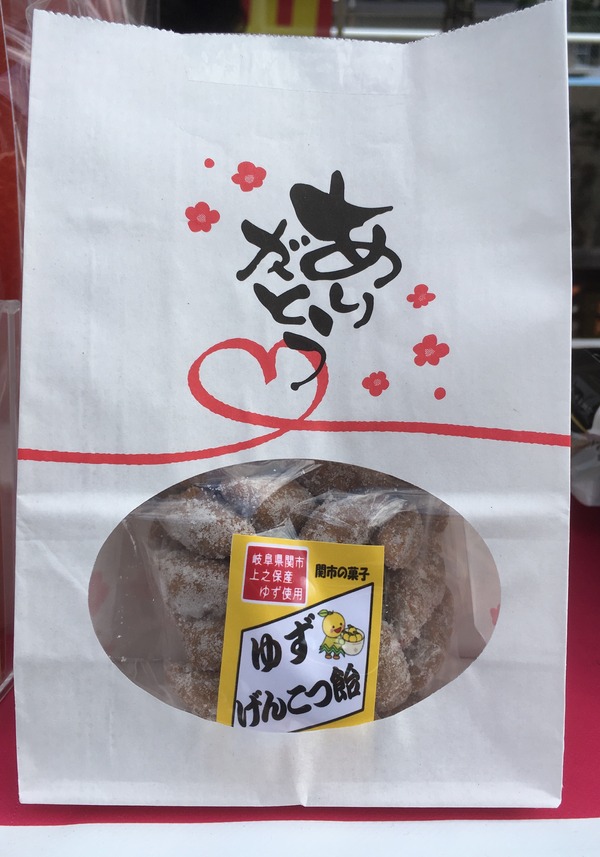 ありがとう
岐阜県関市
上之保産
ゆず使用
関市の菓子
ゆず
げんこつ飴